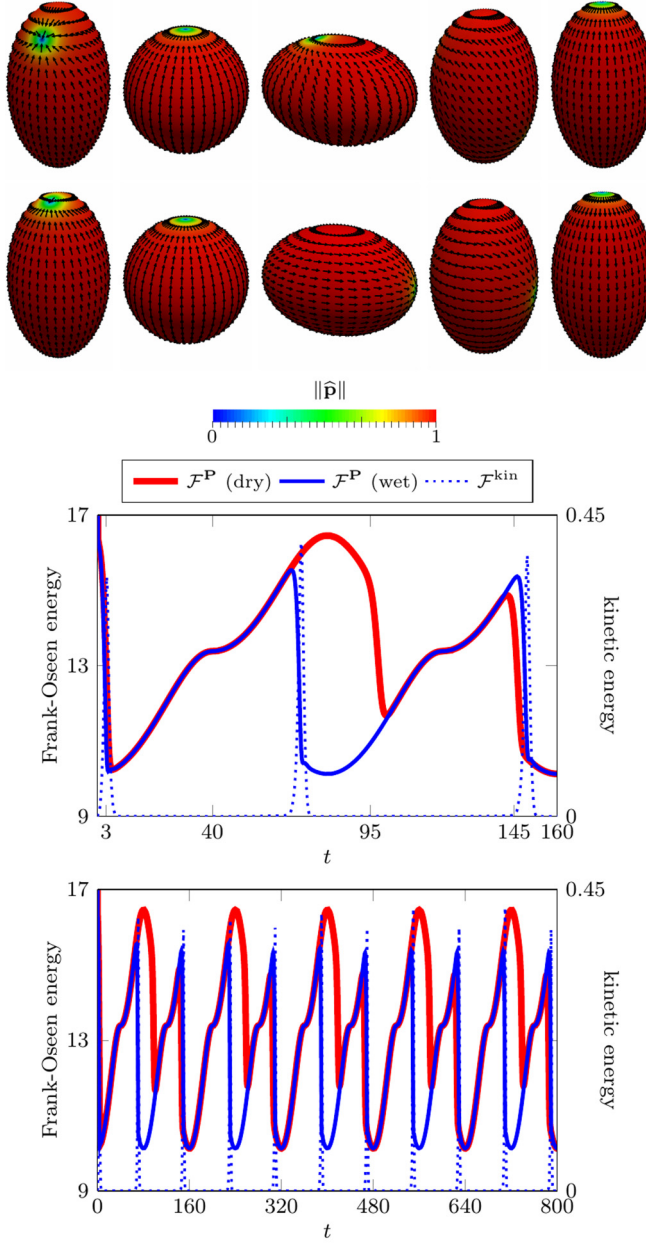 ‖p̂‖
0 1
F^P (dry) F^P (wet) F^kin
17 0.45
Frank-Oseen energy
13
kinetic energy
9 0
3 40 95 145 160
t
17 0.45
Frank-Oseen energy
13
kinetic energy
9 0
0 160 320 480 640 800
t